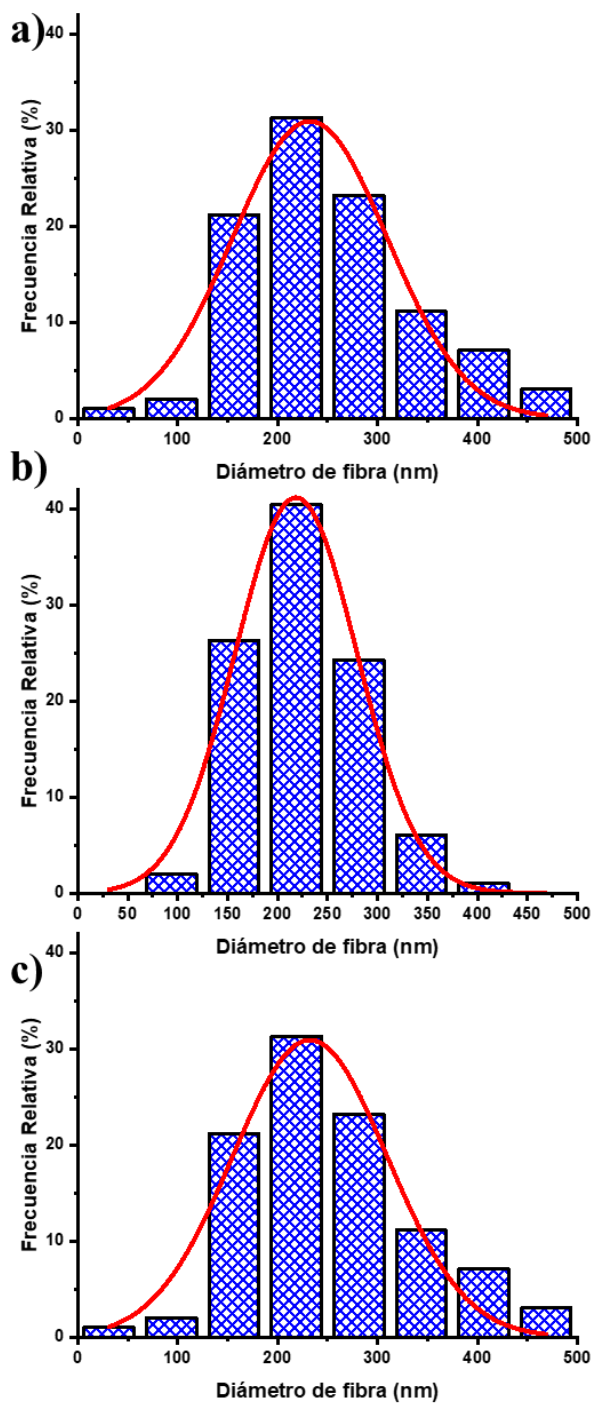 a)
Frecuencia Relativa (%)
40
30
20
10
0
0 100 200 300 400 500
Diámetro de fibra (nm)
b)
Frecuencia Relativa (%)
40
30
20
10
0
0 50 100 150 200 250 300 350 400 450 500
Diámetro de fibra (nm)
c)
Frecuencia Relativa (%)
40
30
20
10
0
0 100 200 300 400 500
Diámetro de fibra (nm)